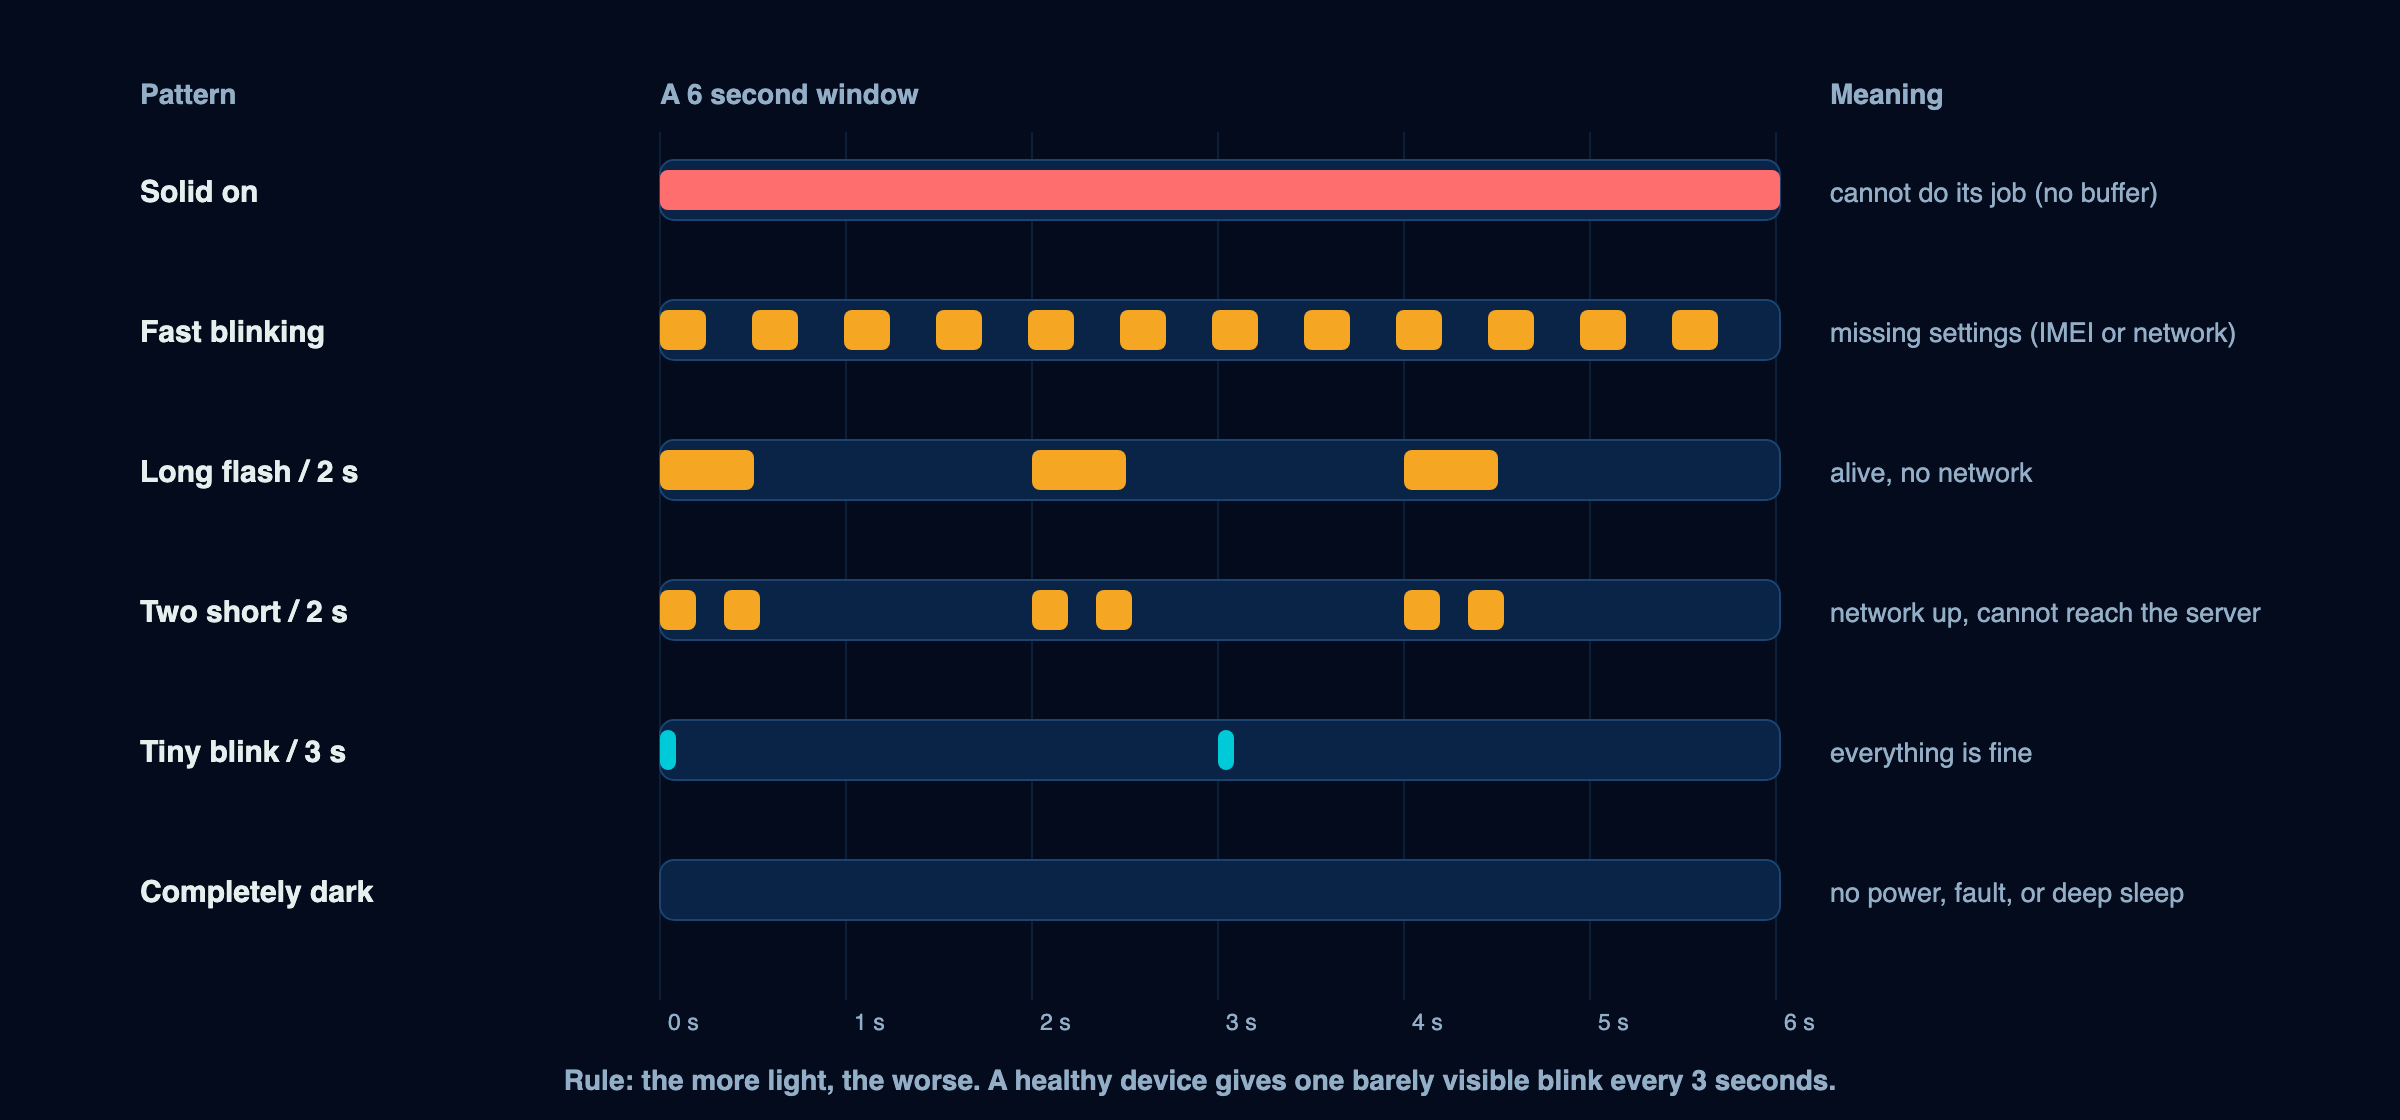 Pattern
A 6 second window
Meaning
Solid on
cannot do its job (no buffer)
Fast blinking
missing settings (IMEI or network)
Long flash / 2 s
alive, no network
Two short / 2 s
network up, cannot reach the server
Tiny blink / 3 s
everything is fine
Completely dark
no power, fault, or deep sleep
0 s
1 s
2 s
3 s
4 s
5 s
6 s
Rule: the more light, the worse. A healthy device gives one barely visible blink every 3 seconds.